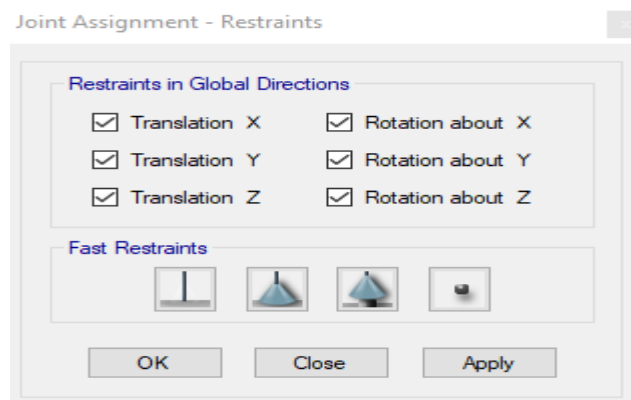 Joint Assignment - Restraints
Restraints in Global Directions
Translation X Rotation about X
Translation Y Rotation about Y
Translation Z Rotation about Z
Fast Restraints
OK Close Apply